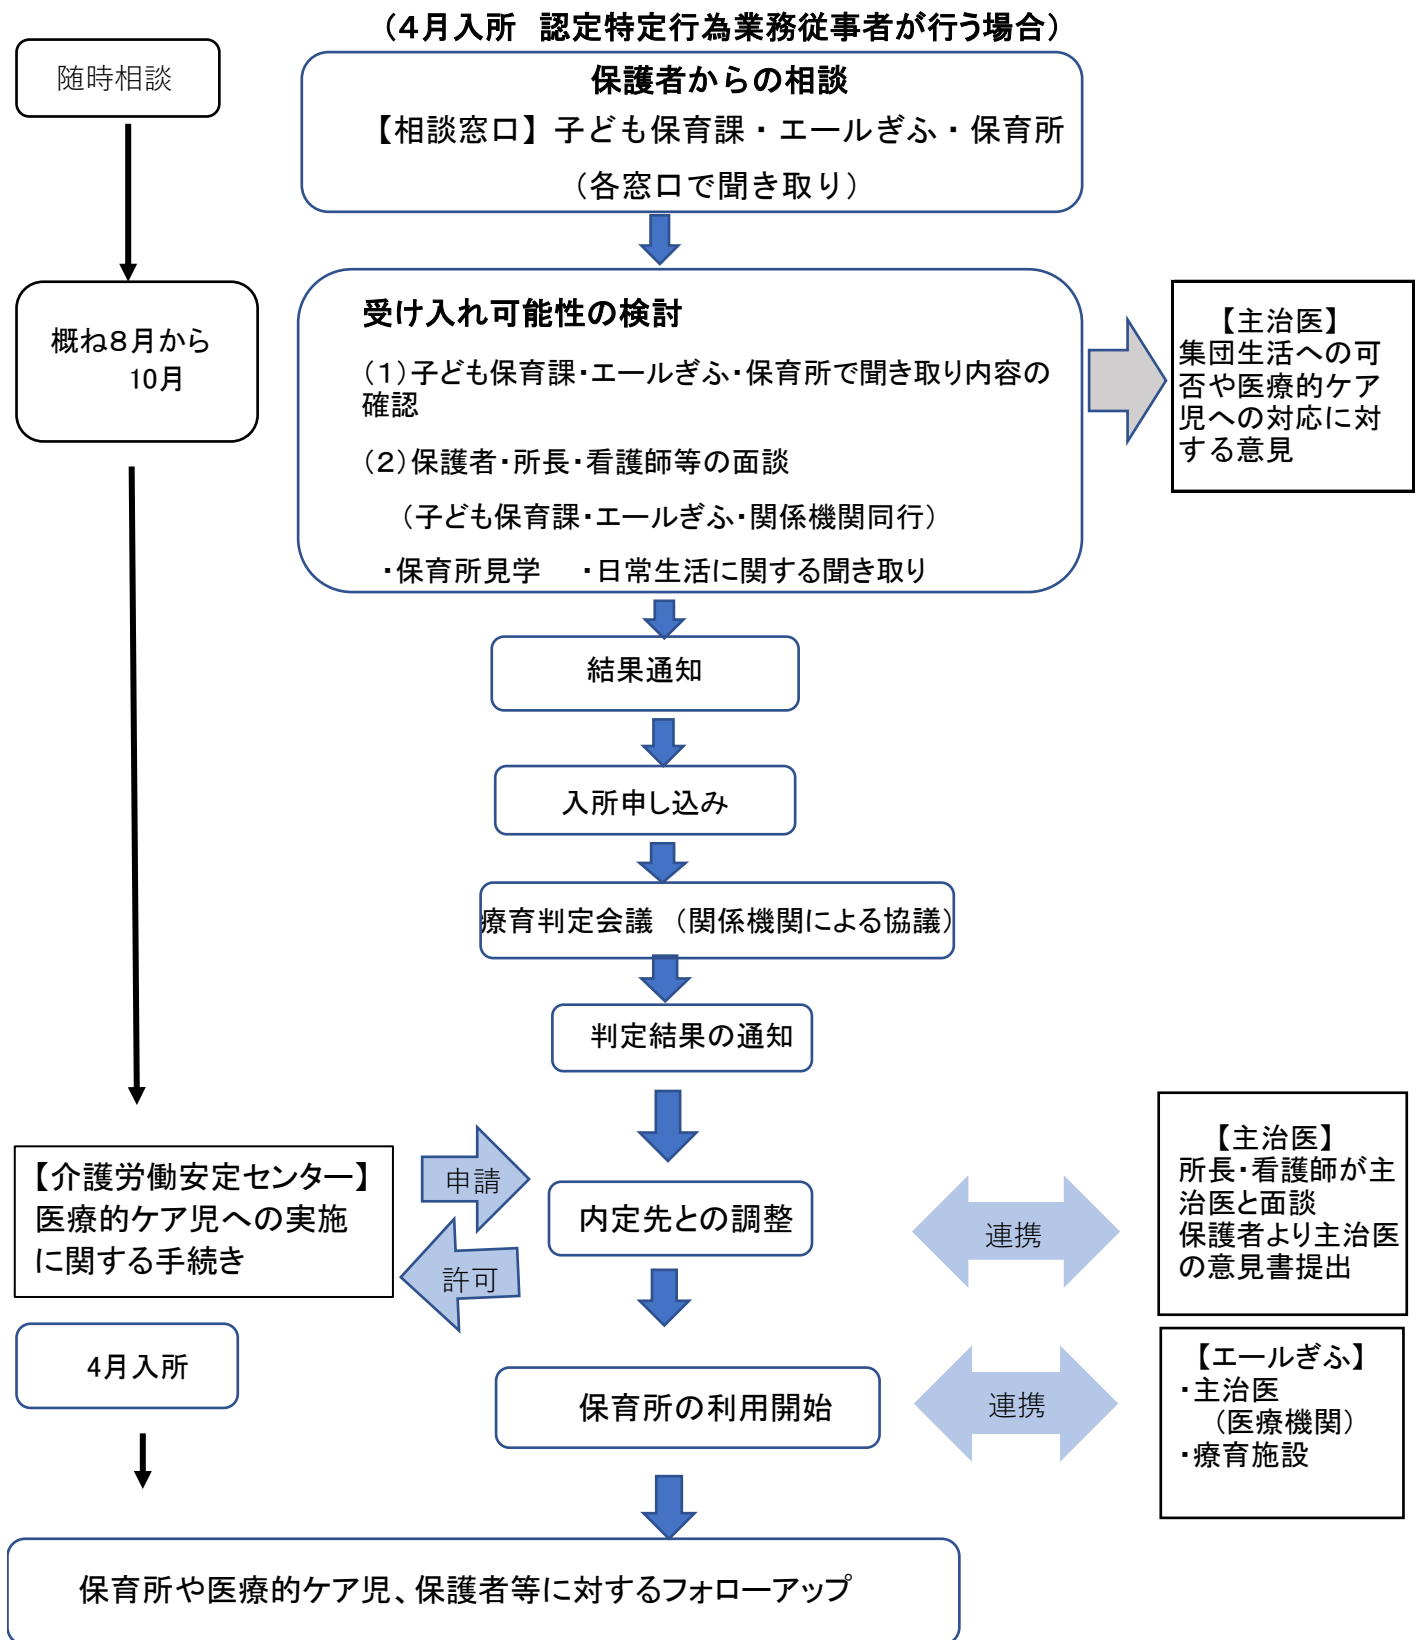 （４月入所　認定特定行為業務従事者が行う場合）
随時相談
保護者からの相談
【相談窓口】子ども保育課・エールぎふ・保育所
（各窓口で聞き取り）
概ね８月から
10月
受け入れ可能性の検討
（１）子ども保育課・エールぎふ・保育所で聞き取り内容の
確認
（２）保護者・所長・看護師等の面談
（子ども保育課・エールぎふ・関係機関同行）
・保育所見学　・日常生活に関する聞き取り
【主治医】
集団生活への可
否や医療的ケア
児への対応に対
する意見
結果通知
入所申し込み
療育判定会議　（関係機関による協議）
判定結果の通知
【介護労働安定センター】
医療的ケア児への実施
に関する手続き
申請
許可
内定先との調整
連携
【主治医】
所長・看護師が主
治医と面談
保護者より主治医
の意見書提出
4月入所
保育所の利用開始
連携
【エールぎふ】
・主治医
（医療機関）
・療育施設
保育所や医療的ケア児、保護者等に対するフォローアップ